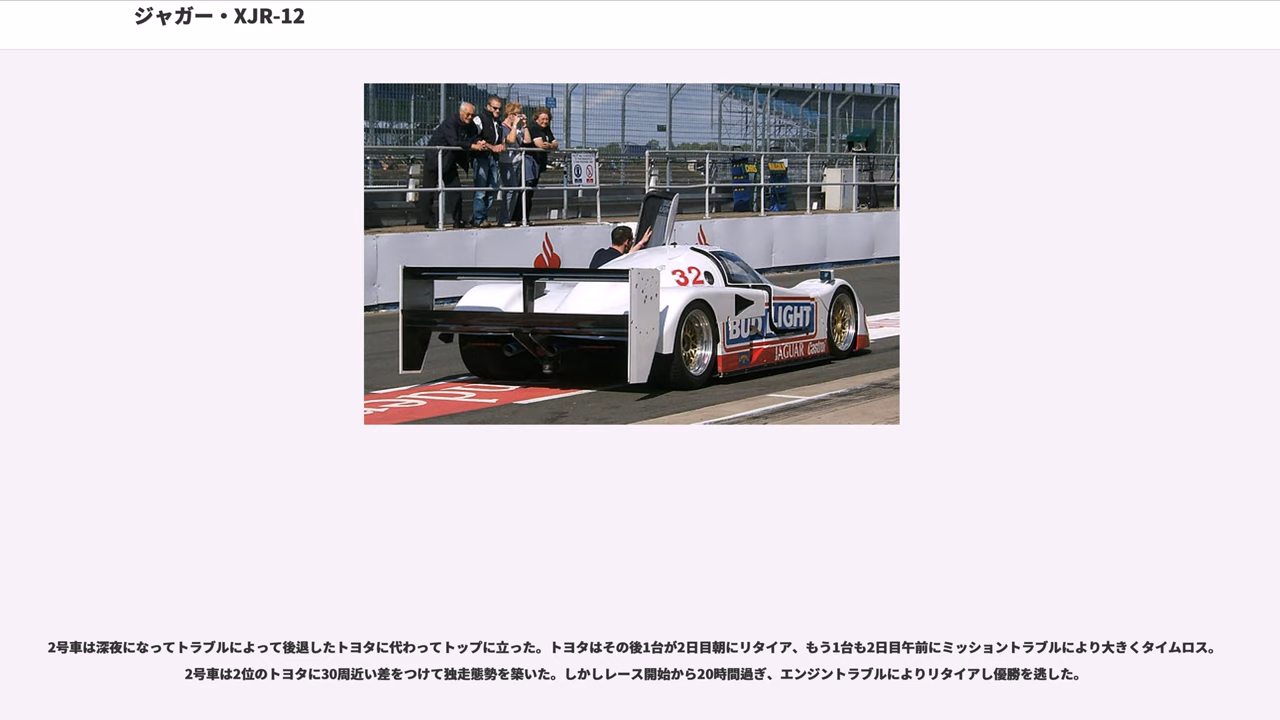 ジャガー・XJR-12
32
BUD LIGHT
JAGUAR Castrol
2号車は深夜になってトラブルによって後退したトヨタに代わってトップに立った。トヨタはその後1台が2日目朝にリタイア、もう1台も2日目午前にミッショントラブルにより大きくタイムロス。
2号車は2位のトヨタに30周近い差をつけて独走態勢を築いた。しかしレース開始から20時間過ぎ、エンジントラブルによりリタイアし優勝を逃した。